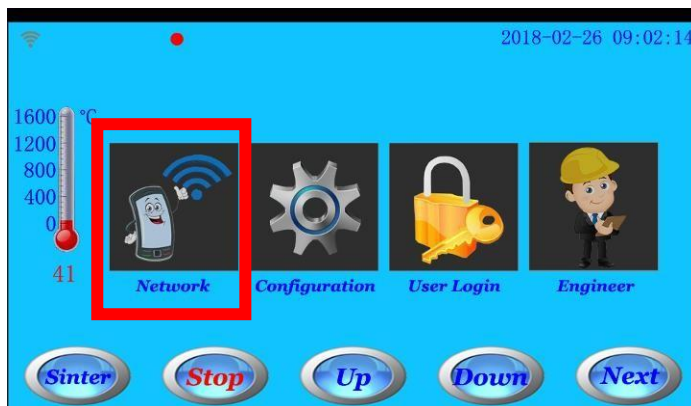 2018-02-26 09:02:14
1600 °C
1200
800
400
0
41
Network Configuration User Login Engineer
Sinter Stop Up Down Next